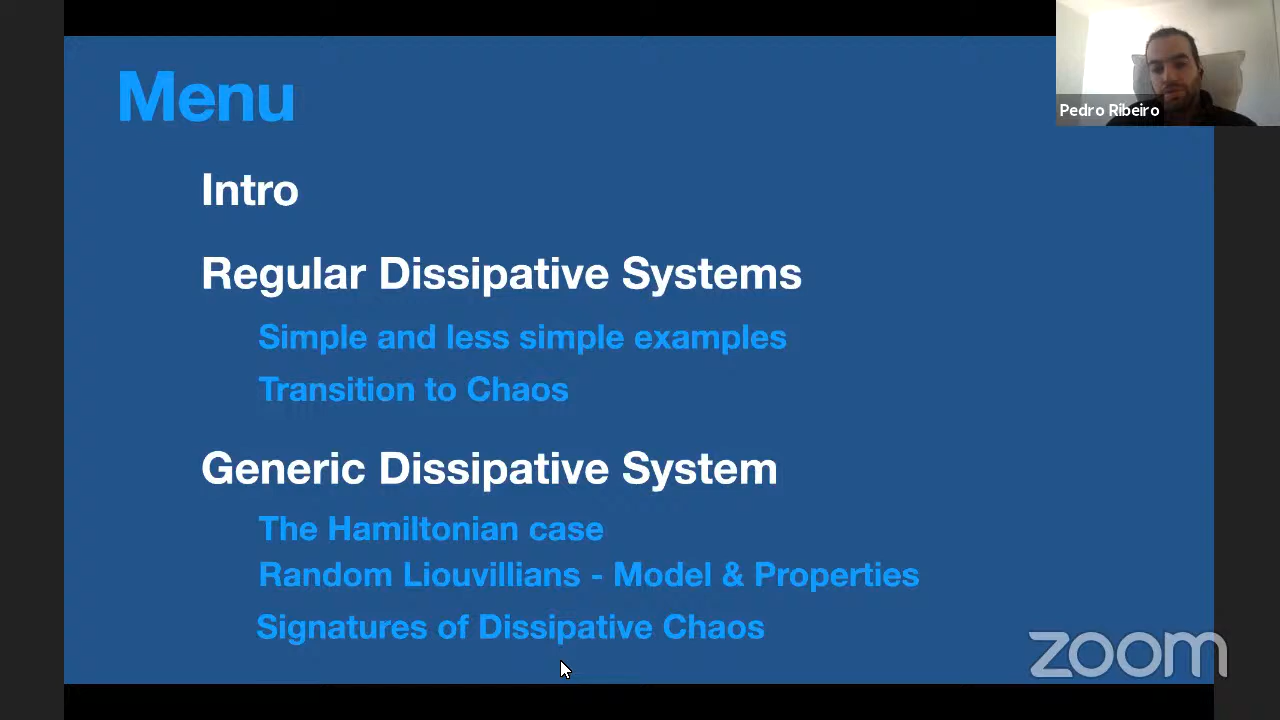 Menu
Pedro Ribeiro
Intro
Regular Dissipative Systems
Simple and less simple examples
Transition to Chaos
Generic Dissipative System
The Hamiltonian case
Random Liouvillians - Model & Properties
Signatures of Dissipative Chaos
zoom